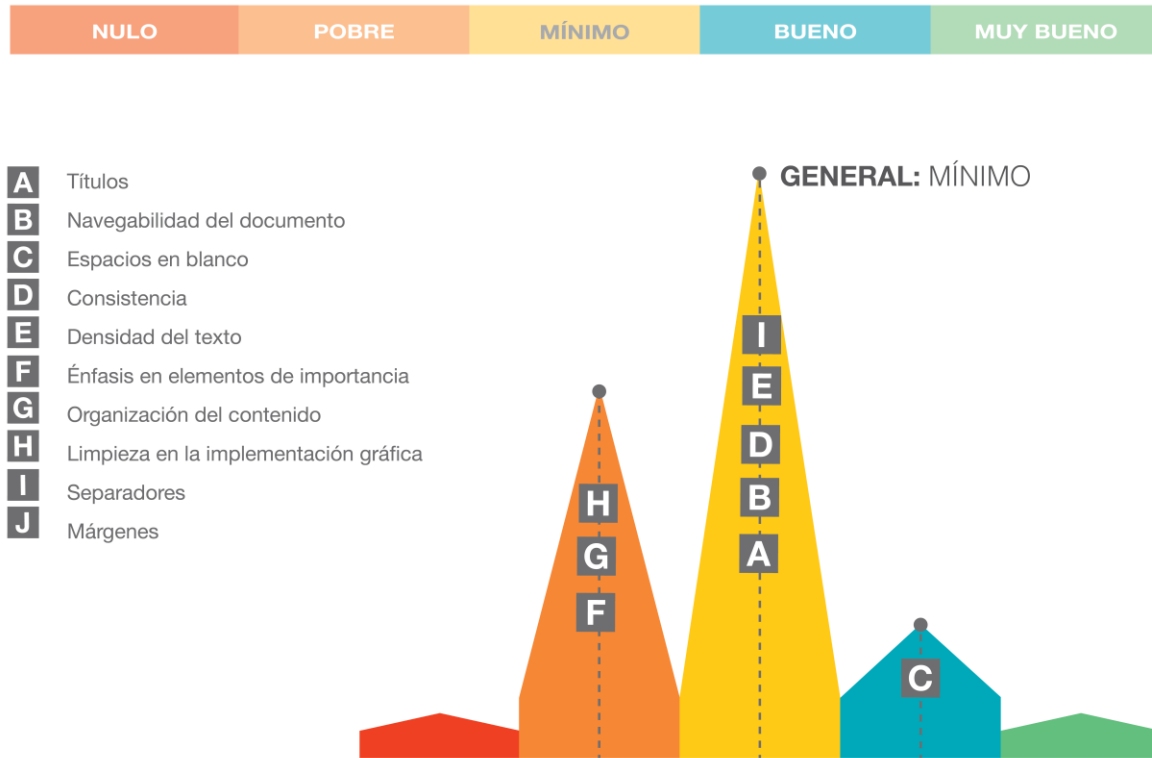 NULO POBRE MÍNIMO BUENO MUY BUENO
A Títulos
B Navegabilidad del documento
C Espacios en blanco
D Consistencia
E Densidad del texto
F Énfasis en elementos de importancia
G Organización del contenido
H Limpieza en la implementación gráfica
I Separadores
J Márgenes
GENERAL: MÍNIMO
H
G
F
I
E
D
B
A
C